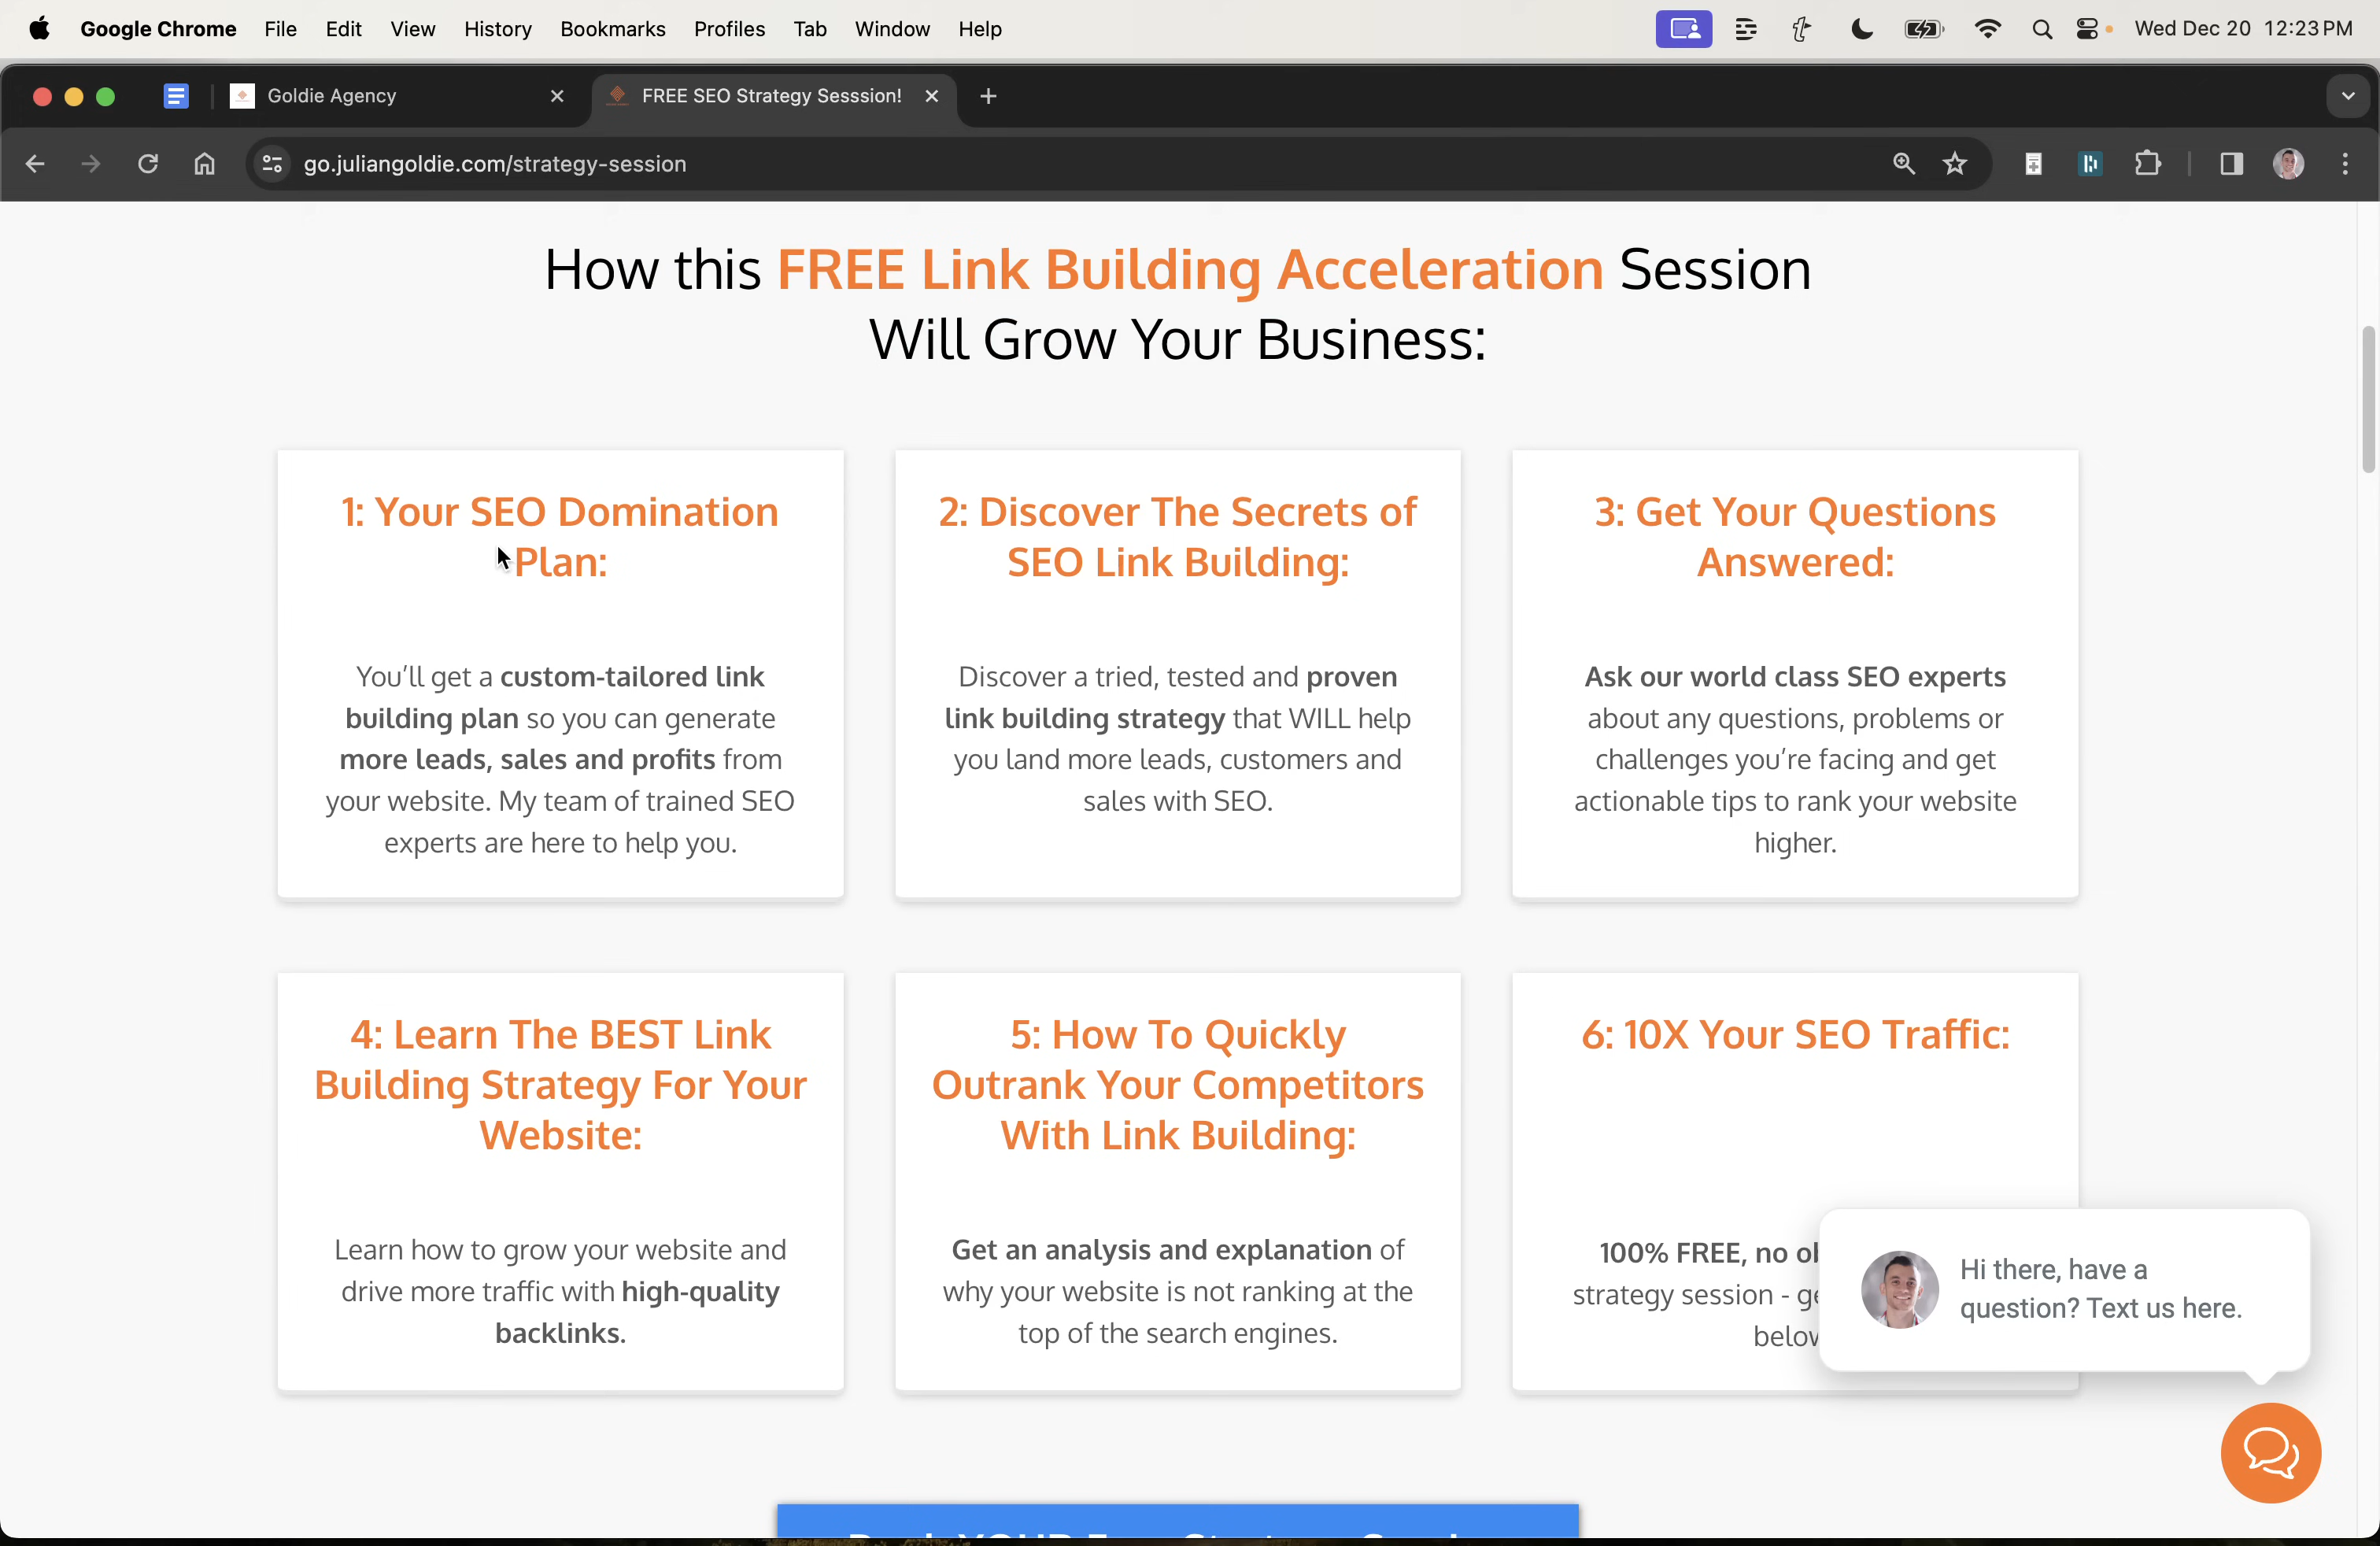 Google Chrome File Edit View History Bookmarks Profiles Tab Window Help Wed Dec 20 12:23 PM
Goldie Agency FREE SEO Strategy Sesssion!
go.juliangoldie.com/strategy-session
How this FREE Link Building Acceleration Session
Will Grow Your Business:
1: Your SEO Domination
Plan:
You'll get a custom-tailored link
building plan so you can generate
more leads, sales and profits from
your website. My team of trained SEO
experts are here to help you.
2: Discover The Secrets of
SEO Link Building:
Discover a tried, tested and proven
link building strategy that WILL help
you land more leads, customers and
sales with SEO.
3: Get Your Questions
Answered:
Ask our world class SEO experts
about any questions, problems or
challenges you're facing and get
actionable tips to rank your website
higher.
4: Learn The BEST Link
Building Strategy For Your
Website:
Learn how to grow your website and
drive more traffic with high-quality
backlinks.
5: How To Quickly
Outrank Your Competitors
With Link Building:
Get an analysis and explanation of
why your website is not ranking at the
top of the search engines.
6: 10X Your SEO Traffic:
100% FREE, no
strategy session -
Hi there, have a
question? Text us here.